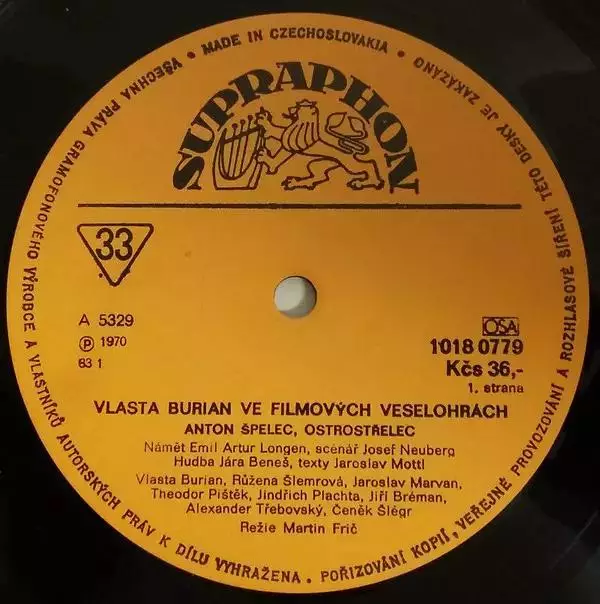 VŠECHNA PRÁVA GRAMOFONOVÉHO VÝROBCE A VLASTNÍKŮ AUTORSKÝCH PRÁV K DÍLU VYHRAŽENA. POŘIZOVÁNÍ KOPIÍ, VEŘEJNÉ PROVOZOVÁNÍ A ROZHLASOVÉ ŠÍŘENÍ TÉTO DESKY JE ZAKÁZÁNO
• MADE IN CZECHOSLOVAKIA •
SUPRAPHON
33
A 5329
Ⓟ 1970
83 1
OSA
1018 0779
Kčs 36,-
1. strana
VLASTA BURIAN VE FILMOVÝCH VESELOHRÁCH
ANTON ŠPELEC, OSTROSTŘELEC
Námět Emil Artur Longen, scénář Josef Neuberg
Hudba Jára Beneš, texty Jaroslav Mottl
Vlasta Burian, Růžena Šlemrová, Jaroslav Marvan,
Theodor Pištěk, Jindřich Plachta, Jiří Bréman,
Alexander Třebovský, Čeněk Šlégr
Režie Martin Frič